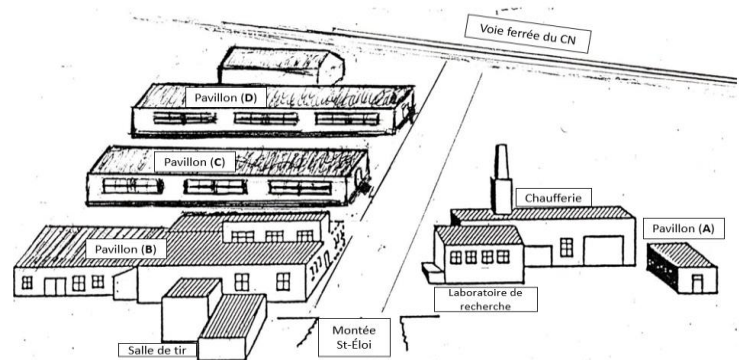 Voie ferrée du CN
Pavillon (D)
Pavillon (C)
Chaufferie
Pavillon (A)
Pavillon (B)
Laboratoire de
recherche
Montée
St-Éloi
Salle de tir